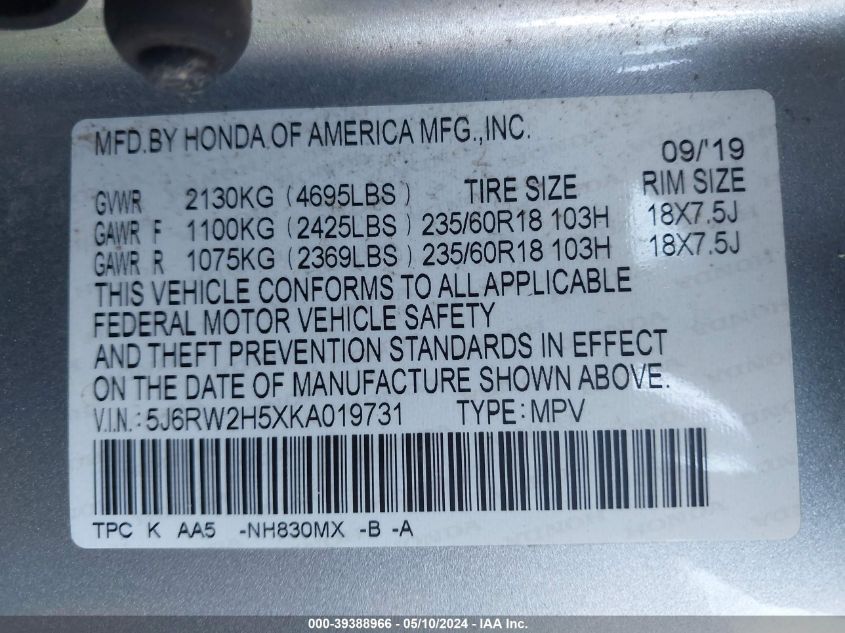 MFD.BY HONDA OF AMERICA MFG.,INC.
09/'19
GVWR 2130KG (4695LBS) TIRE SIZE RIM SIZE
GAWR F 1100KG (2425LBS) 235/60R18 103H 18X7.5J
GAWR R 1075KG (2369LBS) 235/60R18 103H 18X7.5J
THIS VEHICLE CONFORMS TO ALL APPLICABLE
FEDERAL MOTOR VEHICLE SAFETY
AND THEFT PREVENTION STANDARDS IN EFFECT
ON THE DATE OF MANUFACTURE SHOWN ABOVE.
V.I.N.: 5J6RW2H5XKA019731 TYPE: MPV
TPC K AA5 -NH830MX -B -A
000-39388966 - 05/10/2024 - IAAI.com